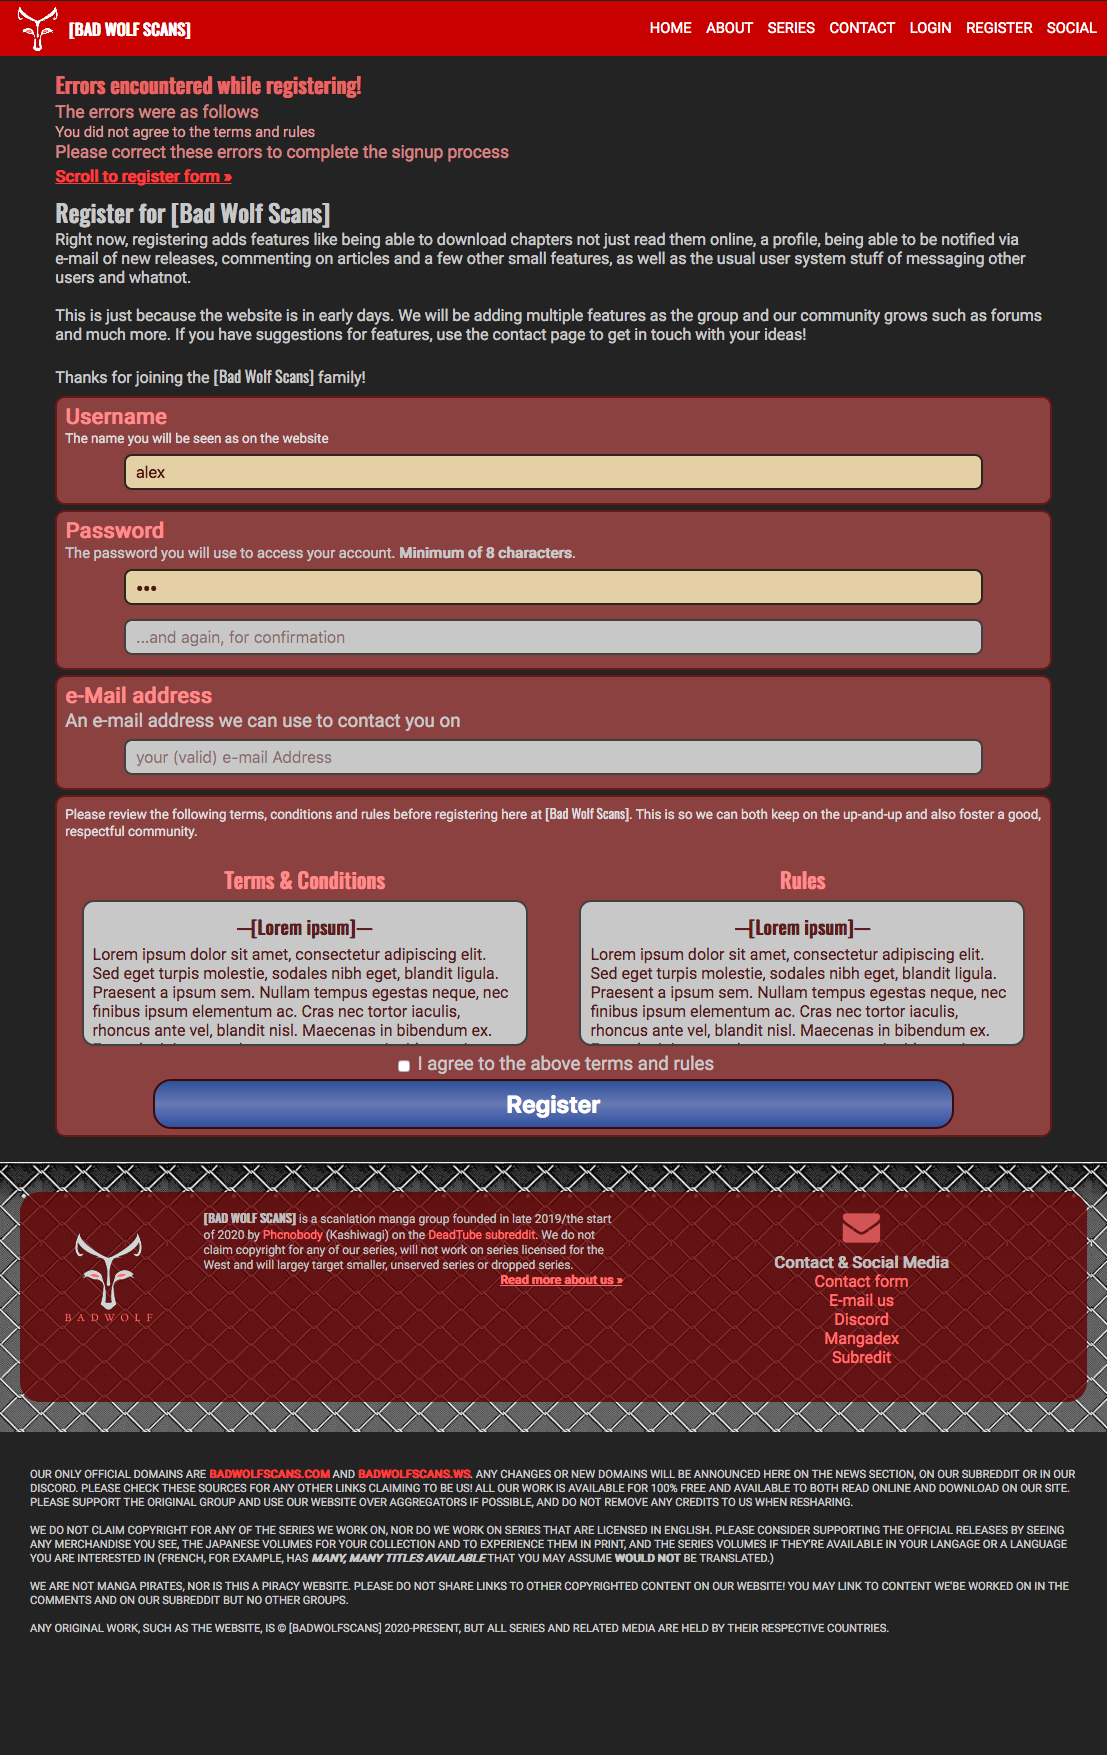 [BAD WOLF SCANS]
HOME ABOUT SERIES CONTACT LOGIN REGISTER SOCIAL
Errors encountered while registering!
The errors were as follows
You did not agree to the terms and rules
Please correct these errors to complete the signup process
Scroll to register form »
Register for [Bad Wolf Scans]
Right now, registering adds features like being able to download chapters not just read them online, a profile, being able to be notified via
e-mail of new releases, commenting on articles and a few other small features, as well as the usual user system stuff of messaging other
users and whatnot.
This is just because the website is in early days. We will be adding multiple features as the group and our community grows such as forums
and much more. If you have suggestions for features, use the contact page to get in touch with your ideas!
Thanks for joining the [Bad Wolf Scans] family!
Username
The name you will be seen as on the website
alex
Password
The password you will use to access your account. Minimum of 8 characters.
•••
...and again, for confirmation
e-Mail address
An e-mail address we can use to contact you on
your (valid) e-mail Address
Please review the following terms, conditions and rules before registering here at [Bad Wolf Scans]. This is so we can both keep on the up-and-up and also foster a good,
respectful community.
Terms & Conditions
—[Lorem ipsum]—
Lorem ipsum dolor sit amet, consectetur adipiscing elit.
Sed eget turpis molestie, sodales nibh eget, blandit ligula.
Praesent a ipsum sem. Nullam tempus egestas neque, nec
finibus ipsum elementum ac. Cras nec tortor iaculis,
rhoncus ante vel, blandit nisl. Maecenas in bibendum ex.
Rules
—[Lorem ipsum]—
Lorem ipsum dolor sit amet, consectetur adipiscing elit.
Sed eget turpis molestie, sodales nibh eget, blandit ligula.
Praesent a ipsum sem. Nullam tempus egestas neque, nec
finibus ipsum elementum ac. Cras nec tortor iaculis,
rhoncus ante vel, blandit nisl. Maecenas in bibendum ex.
I agree to the above terms and rules
Register
BADWOLF
[BAD WOLF SCANS] is a scanlation manga group founded in late 2019/the start
of 2020 by Phcnobody (Kashiwagi) on the DeadTube subreddit. We do not
claim copyright for any of our series, will not work on series licensed for the
West and will largey target smaller, unserved series or dropped series.
Read more about us »
Contact & Social Media
Contact form
E-mail us
Discord
Mangadex
Subredit
OUR ONLY OFFICIAL DOMAINS ARE BADWOLFSCANS.COM AND BADWOLFSCANS.WS. ANY CHANGES OR NEW DOMAINS WILL BE ANNOUNCED HERE ON THE NEWS SECTION, ON OUR SUBREDDIT OR IN OUR
DISCORD. PLEASE CHECK THESE SOURCES FOR ANY OTHER LINKS CLAIMING TO BE US! ALL OUR WORK IS AVAILABLE FOR 100% FREE AND AVAILABLE TO BOTH READ ONLINE AND DOWNLOAD ON OUR SITE.
PLEASE SUPPORT THE ORIGINAL GROUP AND USE OUR WEBSITE OVER AGGREGATORS IF POSSIBLE, AND DO NOT REMOVE ANY CREDITS TO US WHEN RESHARING.
WE DO NOT CLAIM COPYRIGHT FOR ANY OF THE SERIES WE WORK ON, NOR DO WE WORK ON SERIES THAT ARE LICENSED IN ENGLISH. PLEASE CONSIDER SUPPORTING THE OFFICIAL RELEASES BY SEEING
ANY MERCHANDISE YOU SEE, THE JAPANESE VOLUMES FOR YOUR COLLECTION AND TO EXPERIENCE THEM IN PRINT, AND THE SERIES VOLUMES IF THEY'RE AVAILABLE IN YOUR LANGAGE OR A LANGUAGE
YOU ARE INTERESTED IN (FRENCH, FOR EXAMPLE, HAS MANY, MANY TITLES AVAILABLE THAT YOU MAY ASSUME WOULD NOT BE TRANSLATED.)
WE ARE NOT MANGA PIRATES, NOR IS THIS A PIRACY WEBSITE. PLEASE DO NOT SHARE LINKS TO OTHER COPYRIGHTED CONTENT ON OUR WEBSITE! YOU MAY LINK TO CONTENT WE'BE WORKED ON IN THE
COMMENTS AND ON OUR SUBREDDIT BUT NO OTHER GROUPS.
ANY ORIGINAL WORK, SUCH AS THE WEBSITE, IS © [BADWOLFSCANS] 2020-PRESENT, BUT ALL SERIES AND RELATED MEDIA ARE HELD BY THEIR RESPECTIVE COUNTRIES.